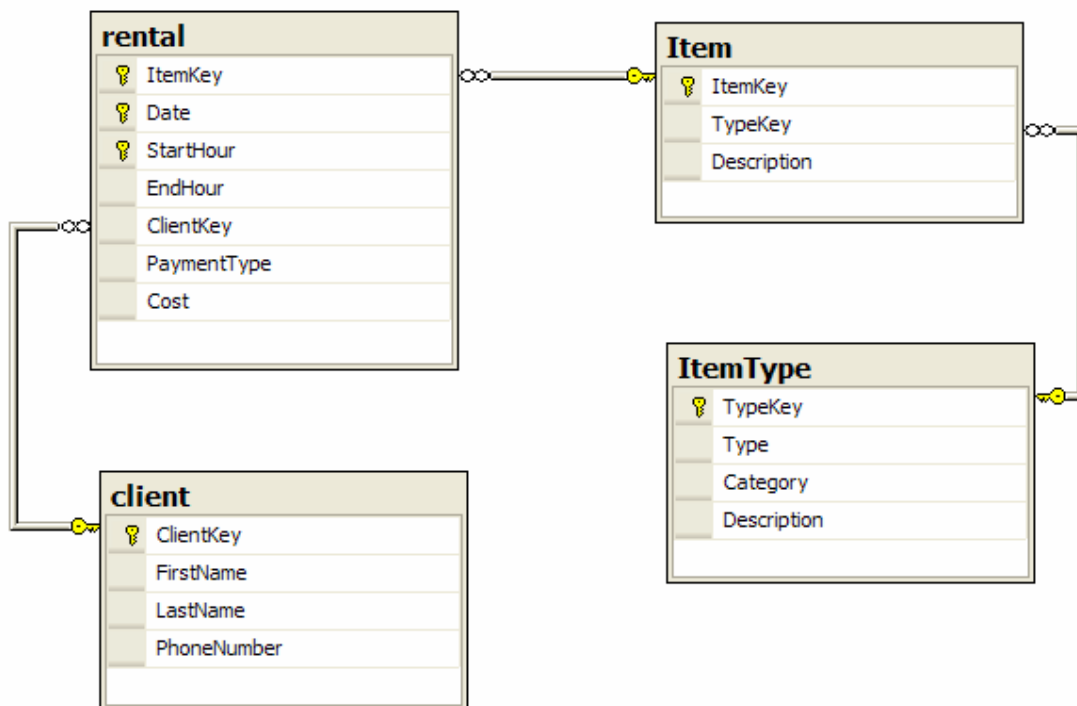 rental
ItemKey
Date
StartHour
EndHour
ClientKey
PaymentType
Cost
Item
ItemKey
TypeKey
Description
ItemType
TypeKey
Type
Category
Description
client
ClientKey
FirstName
LastName
PhoneNumber